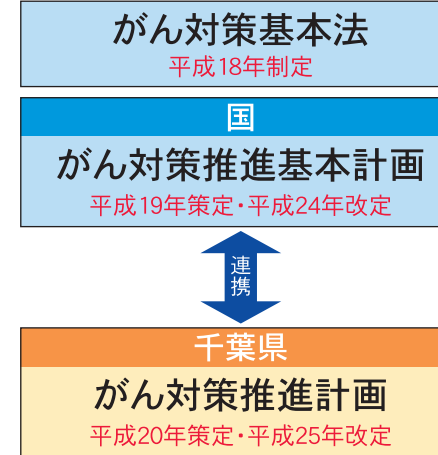 がん対策基本法
平成18年制定
国
がん対策推進基本計画
平成19年策定・平成24年改定
連携
千葉県
がん対策推進計画
平成20年策定・平成25年改定